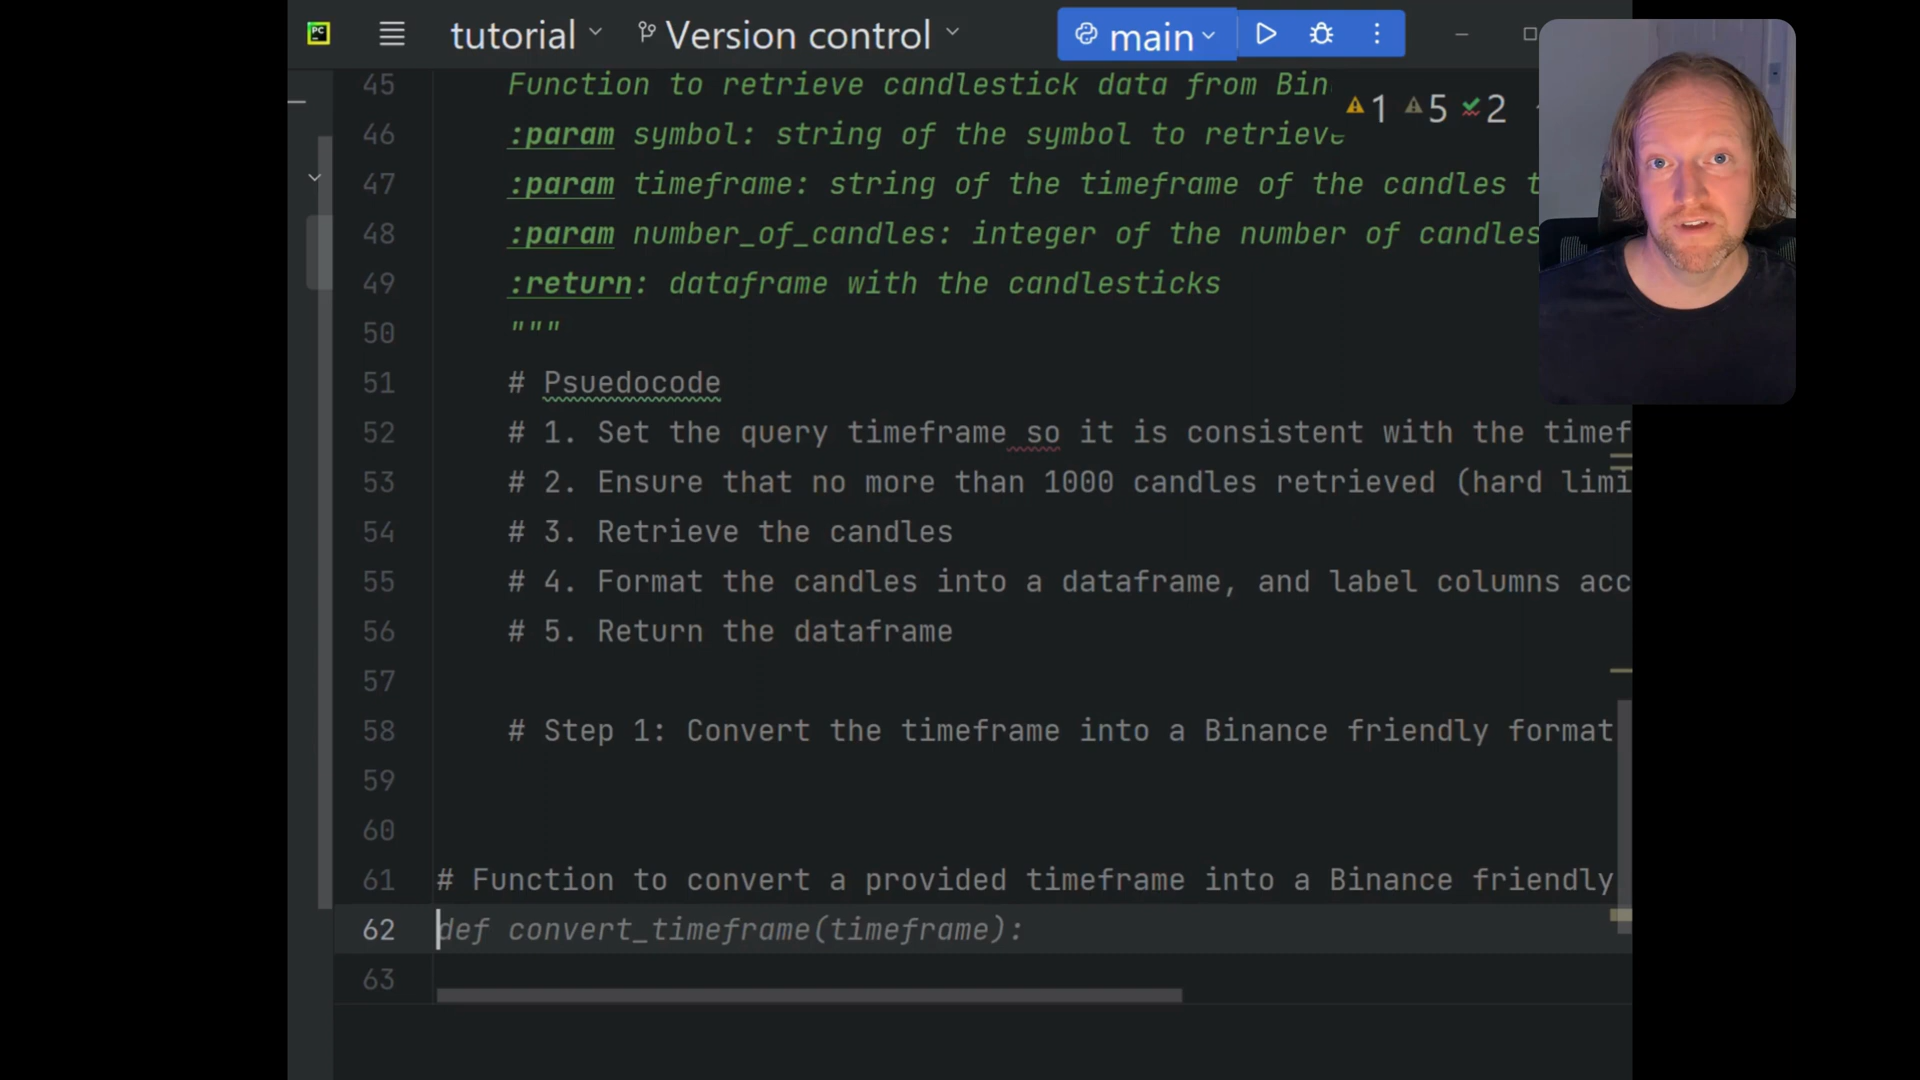 PC
tutorial
Version control
main
45 Function to retrieve candlestick data from Bin
1 5 2
46 :param symbol: string of the symbol to retrieve
47 :param timeframe: string of the timeframe of the candles t
48 :param number_of_candles: integer of the number of candles
49 :return: dataframe with the candlesticks
50 """
51 # Psuedocode
52 # 1. Set the query timeframe so it is consistent with the timef
53 # 2. Ensure that no more than 1000 candles retrieved (hard limi
54 # 3. Retrieve the candles
55 # 4. Format the candles into a dataframe, and label columns acc
56 # 5. Return the dataframe
57
58 # Step 1: Convert the timeframe into a Binance friendly format
59
60
61 # Function to convert a provided timeframe into a Binance friendly
62 def convert_timeframe(timeframe):
63